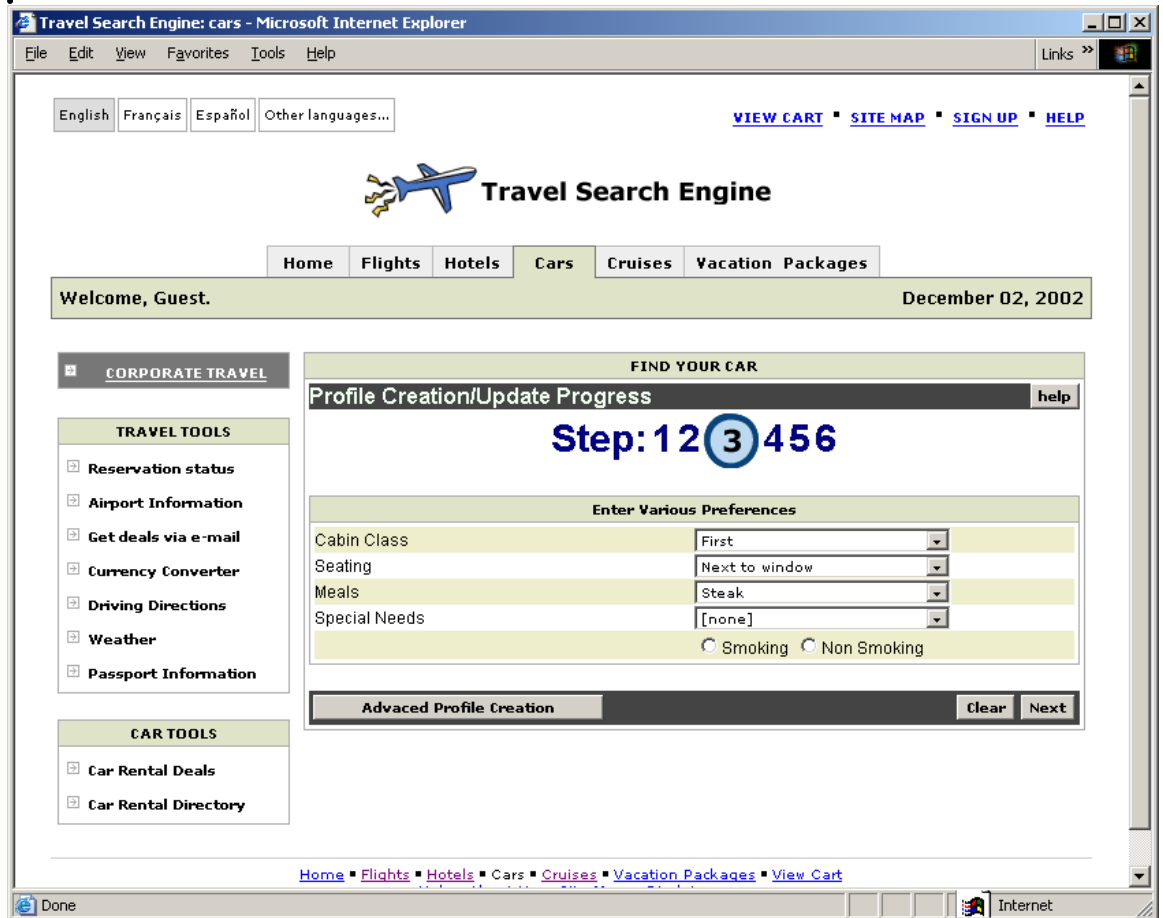 Travel Search Engine: cars - Microsoft Internet Explorer
File Edit View Favorites Tools Help Links »
English Français Español Other languages...
VIEW CART ▪ SITE MAP ▪ SIGN UP ▪ HELP
Travel Search Engine
Home Flights Hotels Cars Cruises Vacation Packages
Welcome, Guest. December 02, 2002
CORPORATE TRAVEL
TRAVEL TOOLS
Reservation status
Airport Information
Get deals via e-mail
Currency Converter
Driving Directions
Weather
Passport Information
CAR TOOLS
Car Rental Deals
Car Rental Directory
FIND YOUR CAR
Profile Creation/Update Progress help
Step: 1 2 3 4 5 6
Enter Various Preferences
Cabin Class First
Seating Next to window
Meals Steak
Special Needs [none]
Smoking Non Smoking
Advaced Profile Creation Clear Next
Home ▪ Flights ▪ Hotels ▪ Cars ▪ Cruises ▪ Vacation Packages ▪ View Cart
Done Internet